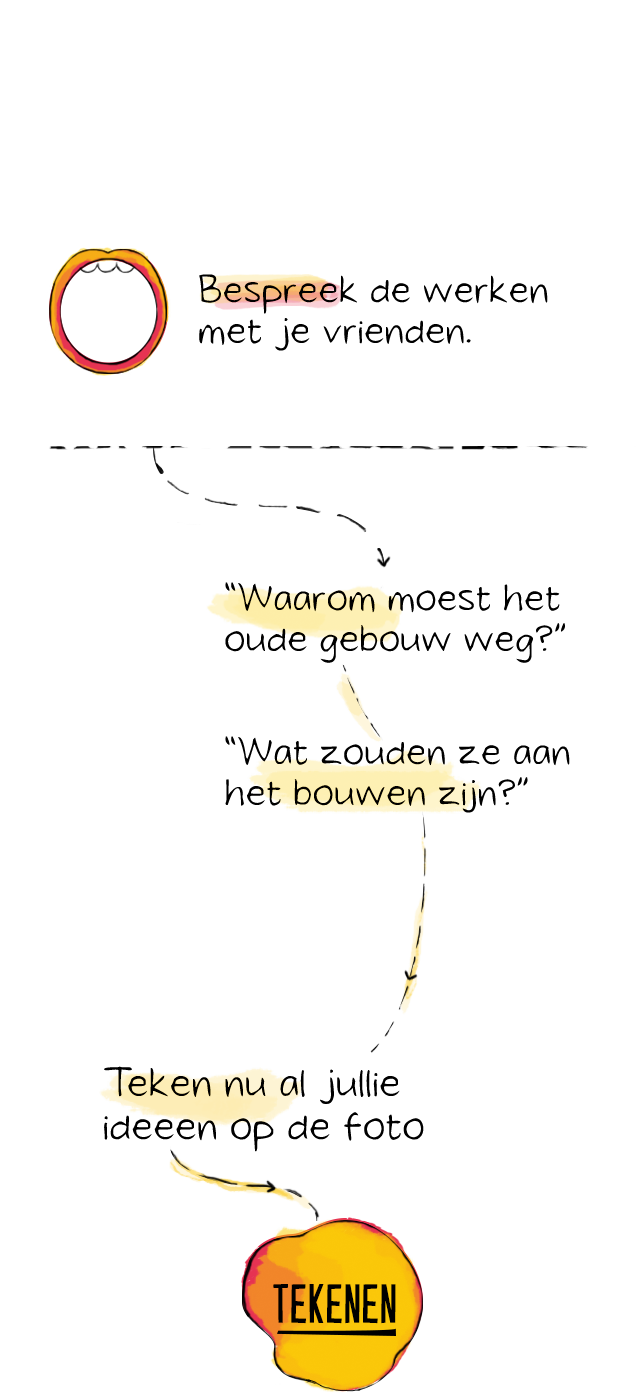 Bespreek de werken
met je vrienden.
“Waarom moest het
oude gebouw weg?”
“Wat zouden ze aan
het bouwen zijn?”
Teken nu al jullie
ideeen op de foto
TEKENEN